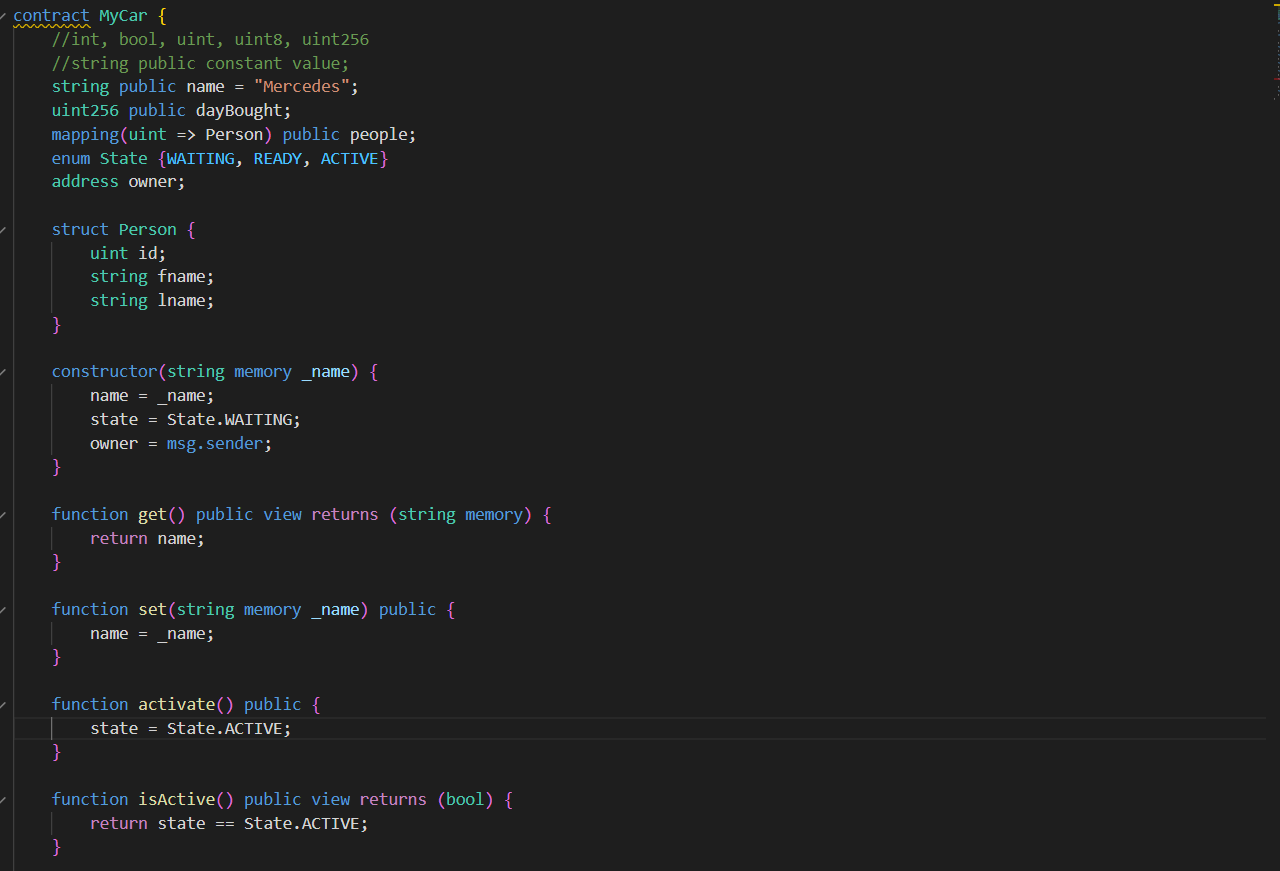 contract MyCar {
//int, bool, uint, uint8, uint256
//string public constant value;
string public name = "Mercedes";
uint256 public dayBought;
mapping(uint => Person) public people;
enum State {WAITING, READY, ACTIVE}
address owner;
struct Person {
uint id;
string fname;
string lname;
}
constructor(string memory _name) {
name = _name;
state = State.WAITING;
owner = msg.sender;
}
function get() public view returns (string memory) {
return name;
}
function set(string memory _name) public {
name = _name;
}
function activate() public {
state = State.ACTIVE;
}
function isActive() public view returns (bool) {
return state == State.ACTIVE;
}